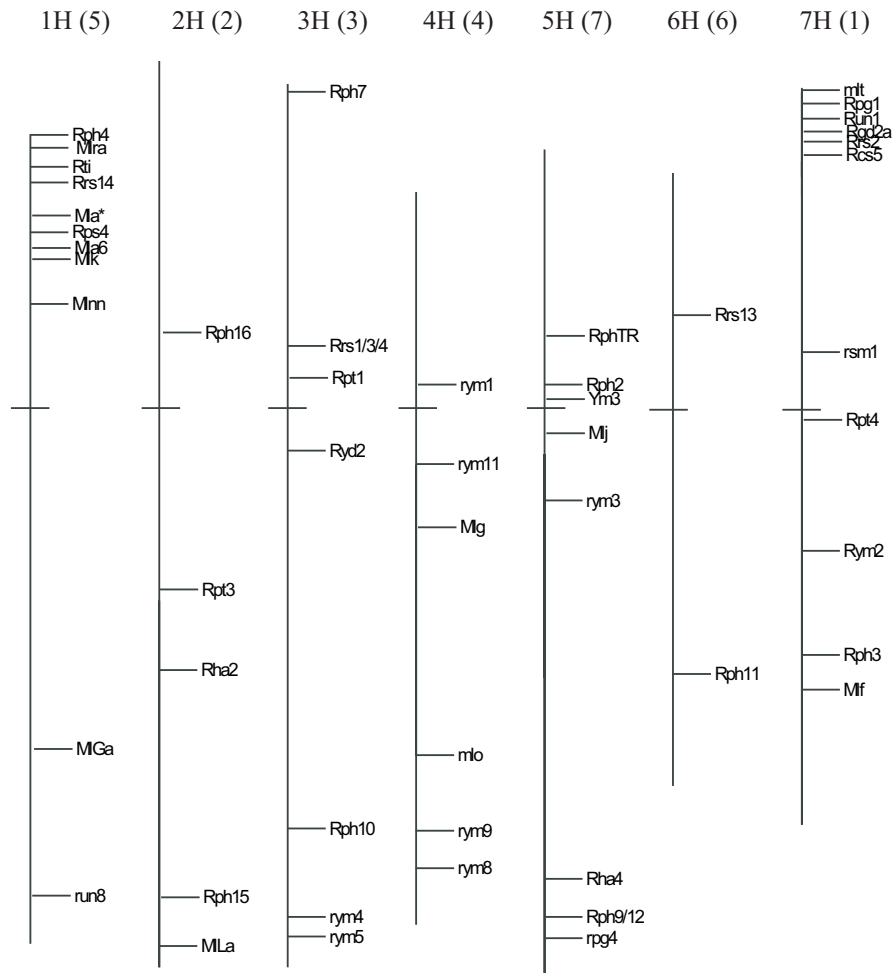 1H (5)
2H (2)
3H (3)
4H (4)
5H (7)
6H (6)
7H (1)
Rph4
Mlra
Rti
Rrs14
Mla*
Rps4
Mla6
Mlk
Mlnn
MlGa
run8
Rph16
Rpt3
Rha2
Rph15
MlLa
Rph7
Rrs1/3/4
Rpt1
Ryd2
Rph10
rym4
rym5
rym1
rym11
Mlg
mlo
rym9
rym8
RphTR
Rph2
Ym3
Mlj
rym3
Rha4
Rph9/12
rpg4
Rrs13
Rph11
mlt
Rpg1
Run1
Rgd2a
Rrs2
Rcs5
rsm1
Rpt4
Rym2
Rph3
Mlf